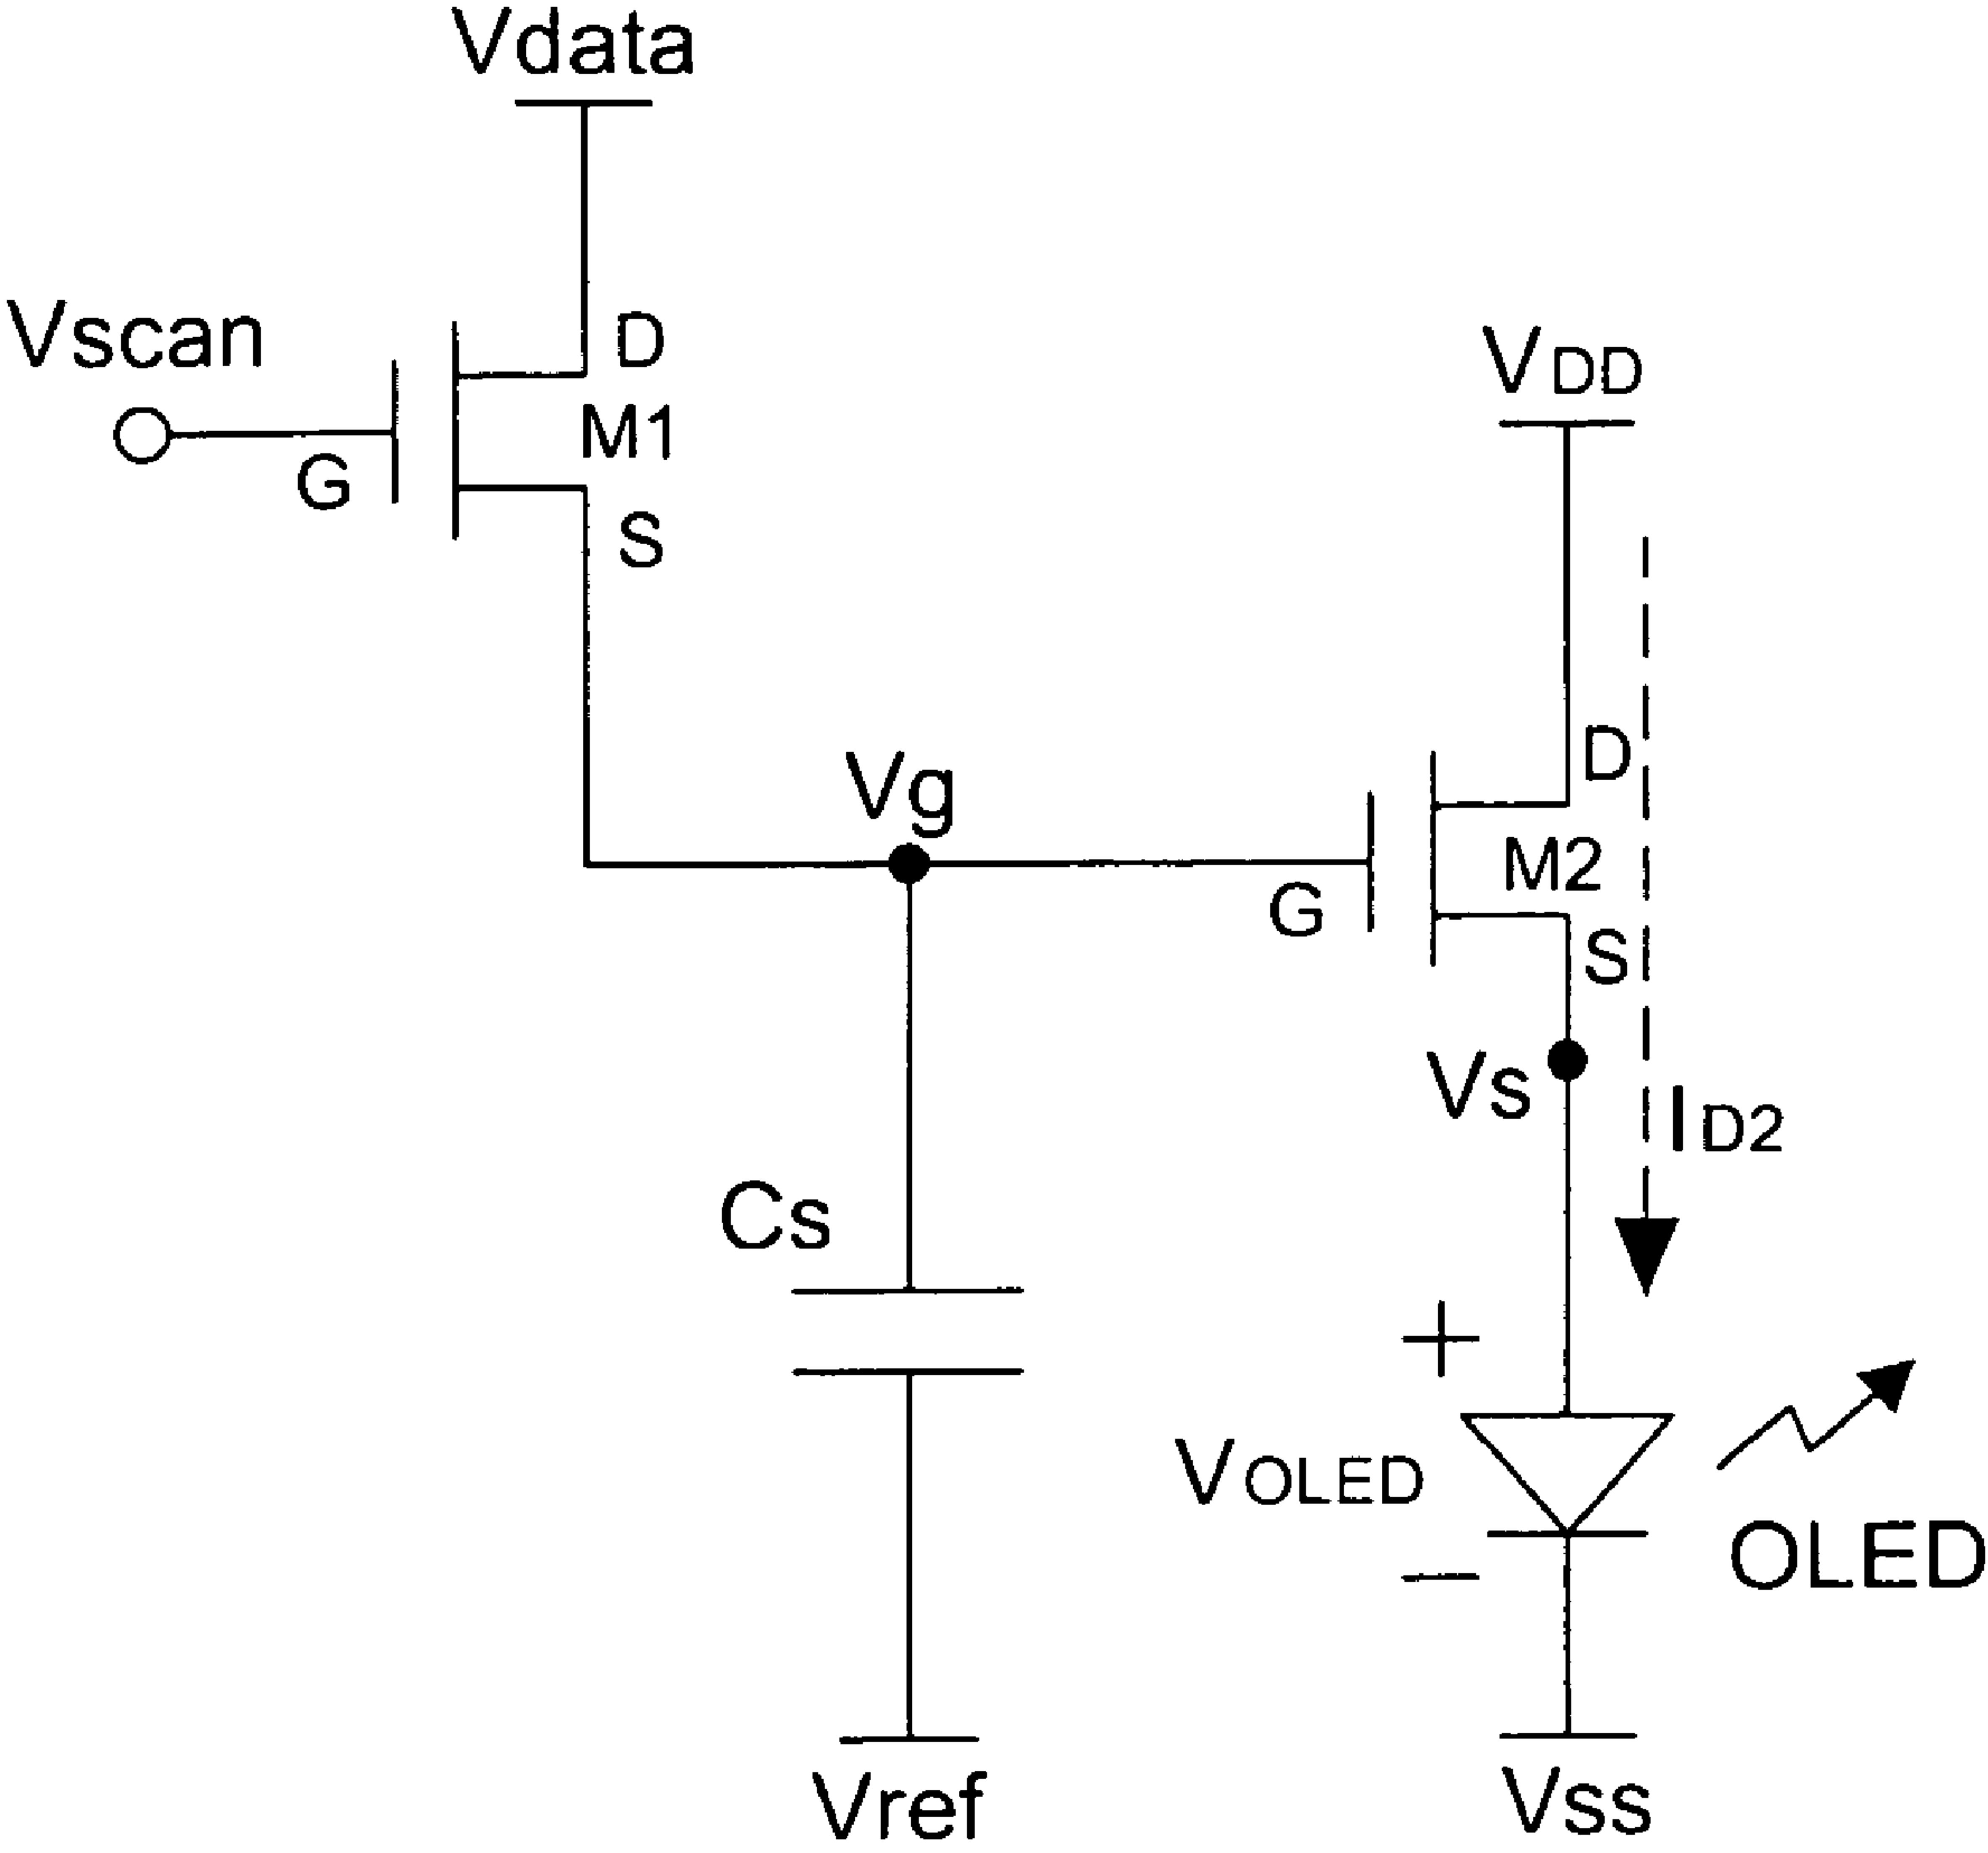 Vdata
Vscan
D
G
M1
S
VDD
Vg
D
G
M2
S
Vs
ID2
Cs
+
VOLED
−
OLED
Vref
Vss